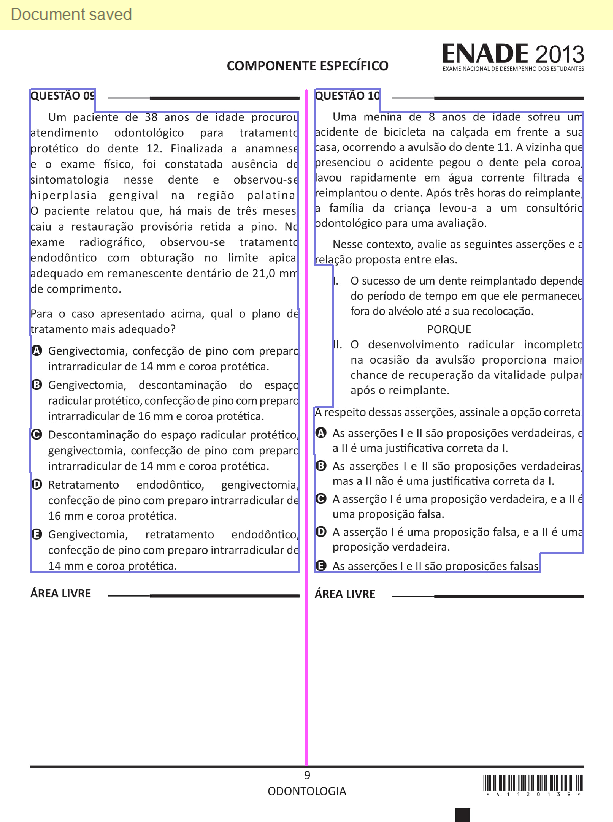 Document saved
COMPONENTE ESPECÍFICO
ENADE 2013
EXAME NACIONAL DE DESEMPENHO DOS ESTUDANTES
QUESTÃO 09
Um paciente de 38 anos de idade procurou
atendimento odontológico para tratamento
protético do dente 12. Finalizada a anamnese
e o exame físico, foi constatada ausência de
sintomatologia nesse dente e observou-se
hiperplasia gengival na região palatina
O paciente relatou que, há mais de três meses
caiu a restauração provisória retida a pino. No
exame radiográfico, observou-se tratamento
endodôntico com obturação no limite apical
adequado em remanescente dentário de 21,0 mm
de comprimento.
Para o caso apresentado acima, qual o plano de
tratamento mais adequado?
A Gengivectomia, confecção de pino com preparo
intrarradicular de 14 mm e coroa protética.
B Gengivectomia, descontaminação do espaço
radicular protético, confecção de pino com preparo
intrarradicular de 16 mm e coroa protética.
C Descontaminação do espaço radicular protético,
gengivectomia, confecção de pino com preparo
intrarradicular de 14 mm e coroa protética.
D Retratamento endodôntico, gengivectomia,
confecção de pino com preparo intrarradicular de
16 mm e coroa protética.
E Gengivectomia, retratamento endodôntico,
confecção de pino com preparo intrarradicular de
14 mm e coroa protética.
ÁREA LIVRE
QUESTÃO 10
Uma menina de 8 anos de idade sofreu um
acidente de bicicleta na calçada em frente a sua
casa, ocorrendo a avulsão do dente 11. A vizinha que
presenciou o acidente pegou o dente pela coroa,
lavou rapidamente em água corrente filtrada e
reimplantou o dente. Após três horas do reimplante,
a família da criança levou-a a um consultório
odontológico para uma avaliação.
Nesse contexto, avalie as seguintes asserções e a
relação proposta entre elas.
I. O sucesso de um dente reimplantado depende
do período de tempo em que ele permaneceu
fora do alvéolo até a sua recolocação.
PORQUE
II. O desenvolvimento radicular incompleto
na ocasião da avulsão proporciona maior
chance de recuperação da vitalidade pulpar
após o reimplante.
A respeito dessas asserções, assinale a opção correta
A As asserções I e II são proposições verdadeiras, e
a II é uma justificativa correta da I.
B As asserções I e II são proposições verdadeiras,
mas a II não é uma justificativa correta da I.
C A asserção I é uma proposição verdadeira, e a II é
uma proposição falsa.
D A asserção I é uma proposição falsa, e a II é uma
proposição verdadeira.
E As asserções I e II são proposições falsas
ÁREA LIVRE
9
ODONTOLOGIA